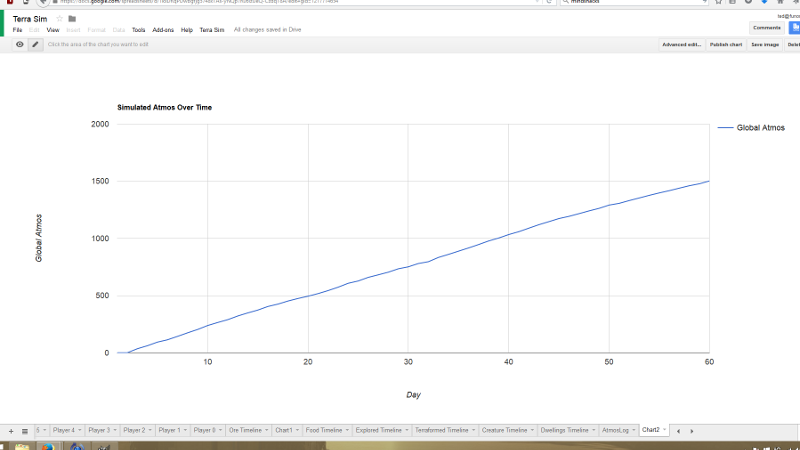 Terra Sim
File Edit View Insert Format Data Tools Add-ons Help Terra Sim All changes saved in Drive
Comments
Click the area of the chart you want to edit
Advanced edit... Publish chart Save image
Simulated Atmos Over Time
2000
1500
1000
500
0
Global Atmos
Global Atmos
10 20 30 40 50 60
Day
5 Player 4 Player 3 Player 2 Player 1 Player 0 Ore Timeline Chart1 Food Timeline Explored Timeline Terraformed Timeline Creature Timeline Dwellings Timeline AtmosLog Chart2